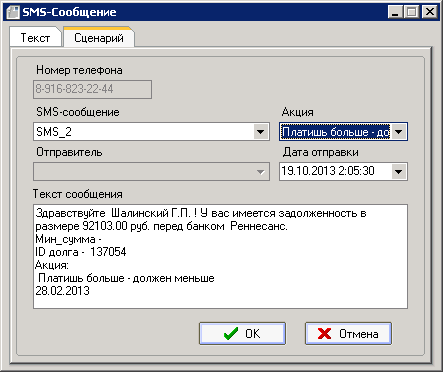 SMS-Сообщение
Текст
Сценарий
Номер телефона
8-916-823-22-44
SMS-сообщение
Акция
SMS_2
Платишь больше - до
Отправитель
Дата отправки
19.10.2013 2:05:30
Текст сообщения
Здравствуйте Шалинский Г.П. ! У вас имеется задолженность в
размере 92103.00 руб. перед банком Реннесанс.
Мин_сумма -
ID долга - 137054
Акция:
Платишь больше - должен меньше
28.02.2013
OK
Отмена